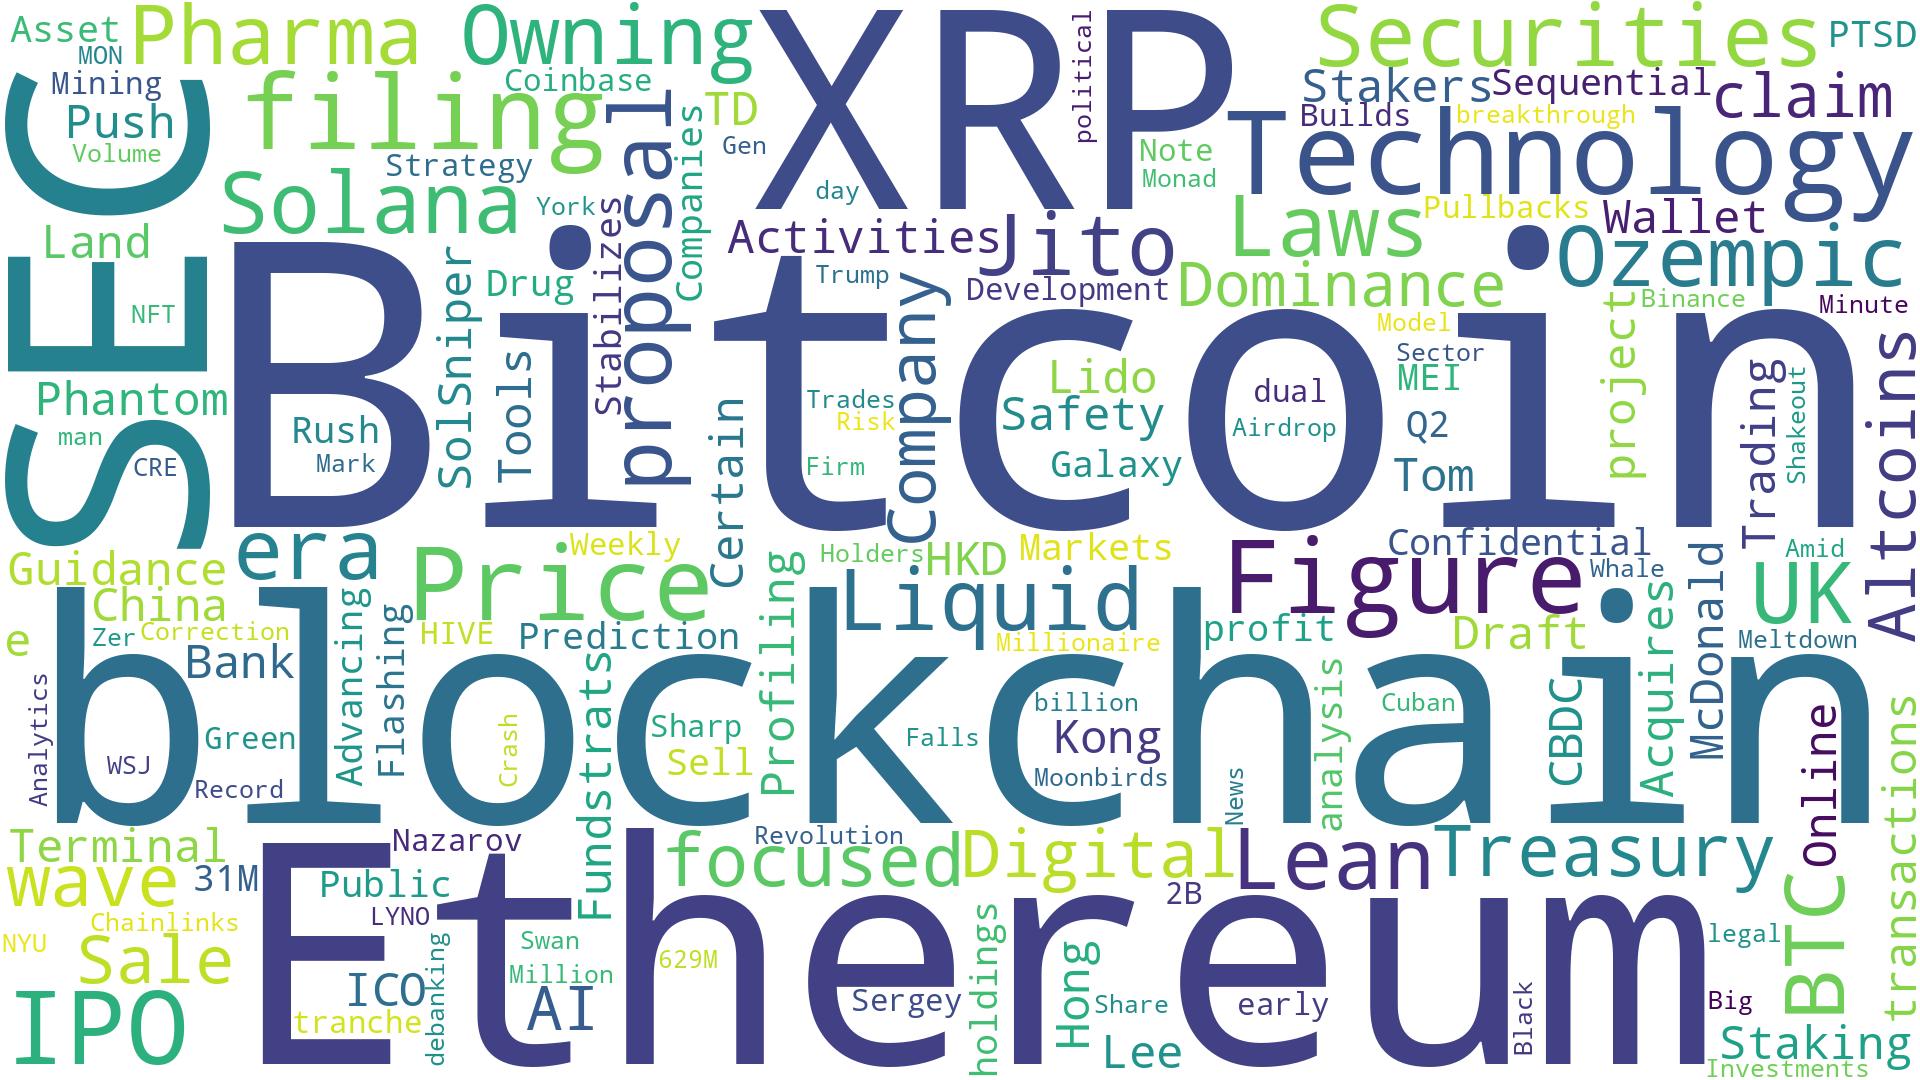 Asset
MON
Pharma
Owning
XRP
political
Securities
PTSD
Mining
Push
Volume
SEC
filing
Coinbase
proposal
TD
Companies
Gen
Stakers
Sequential
claim
Builds
breakthrough
Technology
Note
Monad
Strategy
Solana
York
day
Land
Stabilizes
Activities
Jito
Laws
Pullbacks
Wallet
Ozempic
NFT
SolSniper
Drug
Trump
Company
Development
Dominance
project
Binance
Minute
Bitcoin
Tools
Model
Sector
MEI
Phantom
man
CRE
Rush
Mark
Certain
Trades
Risk
Firm
Lido
Safety
Galaxy
dual
Airdrop
Q2
Tom
Trading
Shakeout
Altcoins
Guidance
China
era
Price
Weekly
Holders
HKD
Markets
Figure
Confidential
Whale
Amid
UK
e
Zer
Correction
Bank
Advancing
Flashing
HIVE
Prediction
Profiling
Liquid
Millionaire
profit
Draft
McDonald
Meltdown
blockchain
Analytics
WSJ
Green
Record
Crash
Fundstrats
Sharp
Sell
Falls
billion
Kong
Moonbirds
News
analysis
Cuban
CBDC
Acquires
Online
transactions
Terminal
wave
31M
Nazarov
Public
LYNO
Revolution
focused
Digital
Lean
2B
Treasury
BTC
Chainlinks
NYU
Sale
IPO
Ethereum
ICO
tranche
debanking
Swan
Million
AI
629M
Sergey
holdings
Hong
Share
Lee
early
Black
legal
Big
Staking
Investments